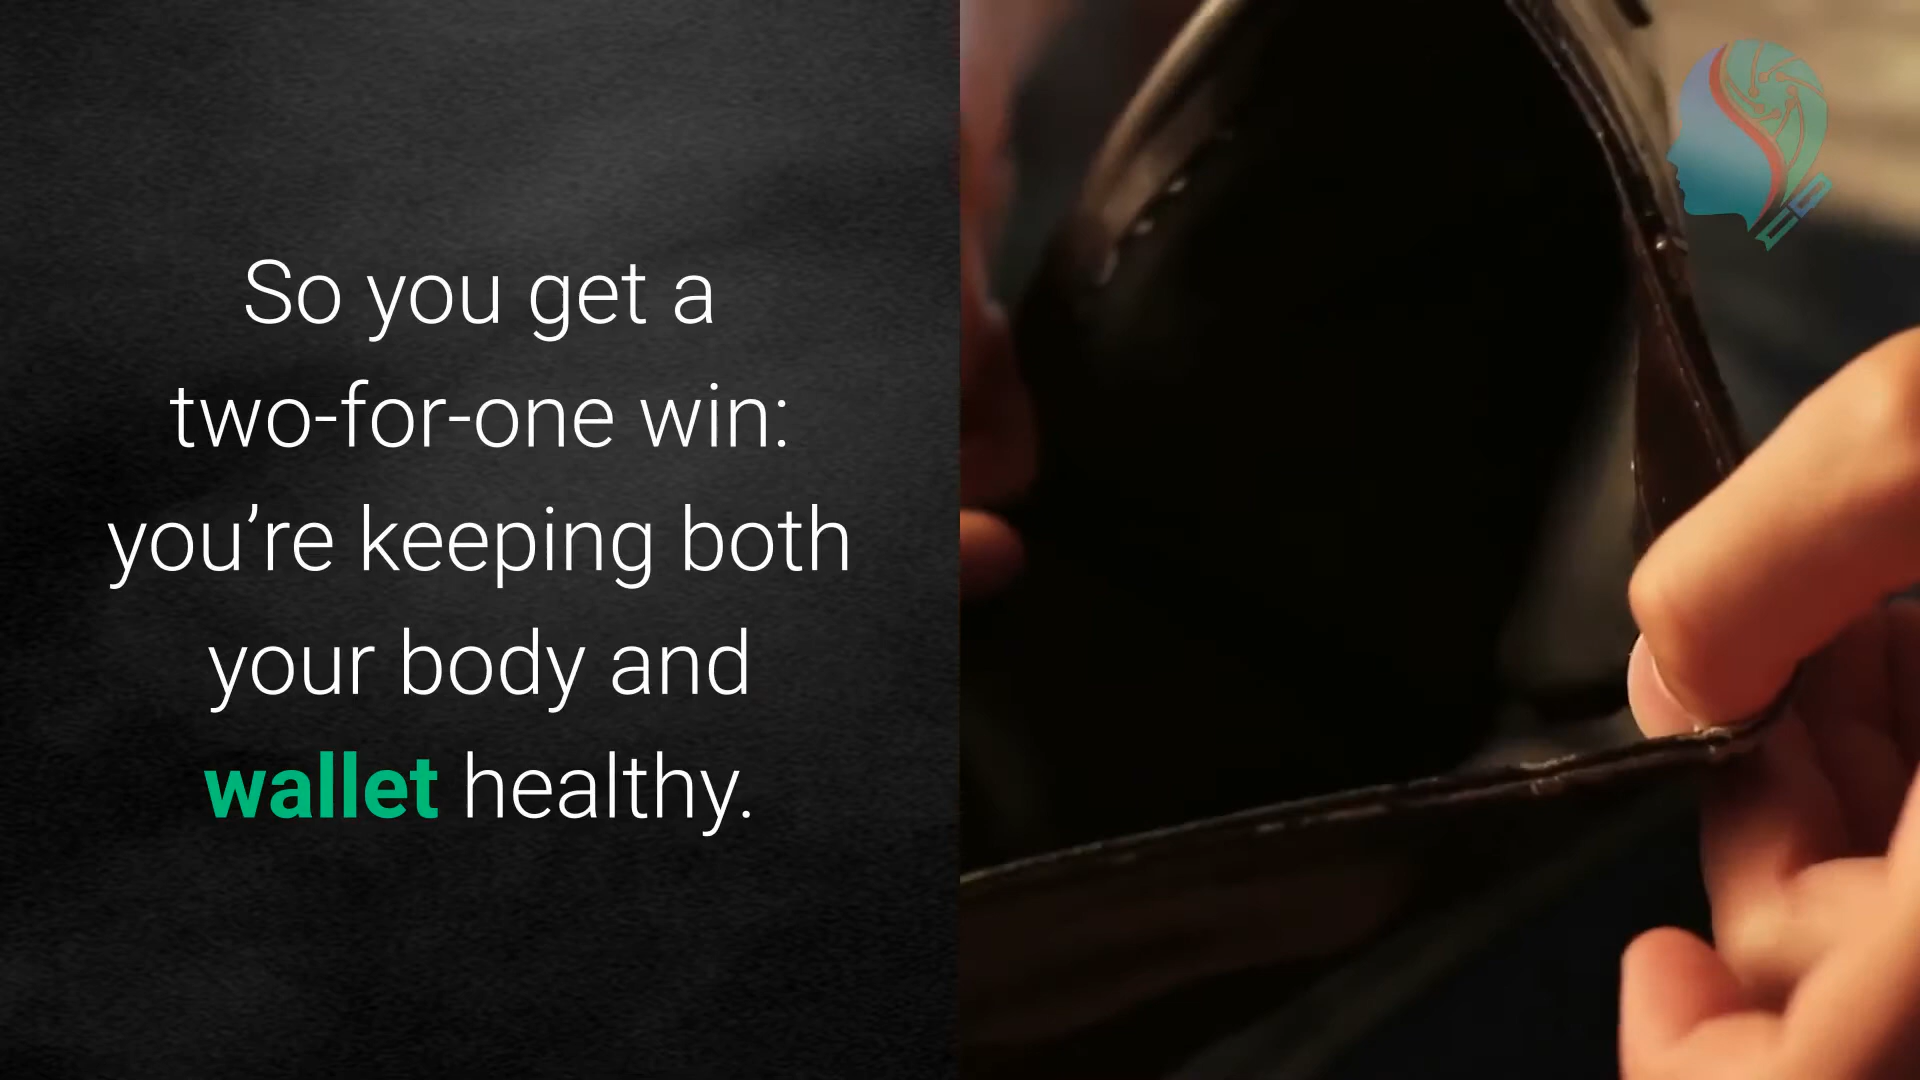 So you get a
two-for-one win:
you’re keeping both
your body and
wallet healthy.